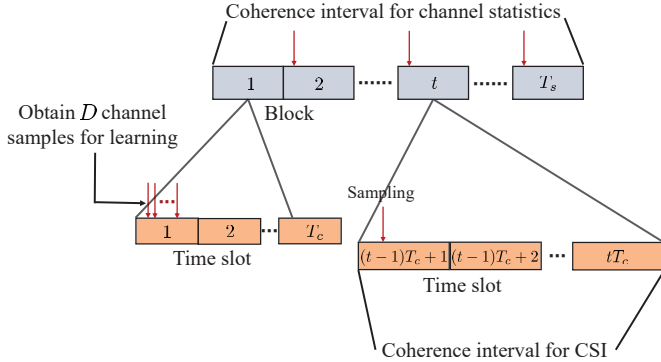 Coherence interval for channel statistics
1 2 ...... t ...... T_s
Block
Obtain D channel
samples for learning
...
Sampling
1 2 ... T_c
Time slot
(t−1)T_c+1 (t−1)T_c+2 ... tT_c
Time slot
Coherence interval for CSI